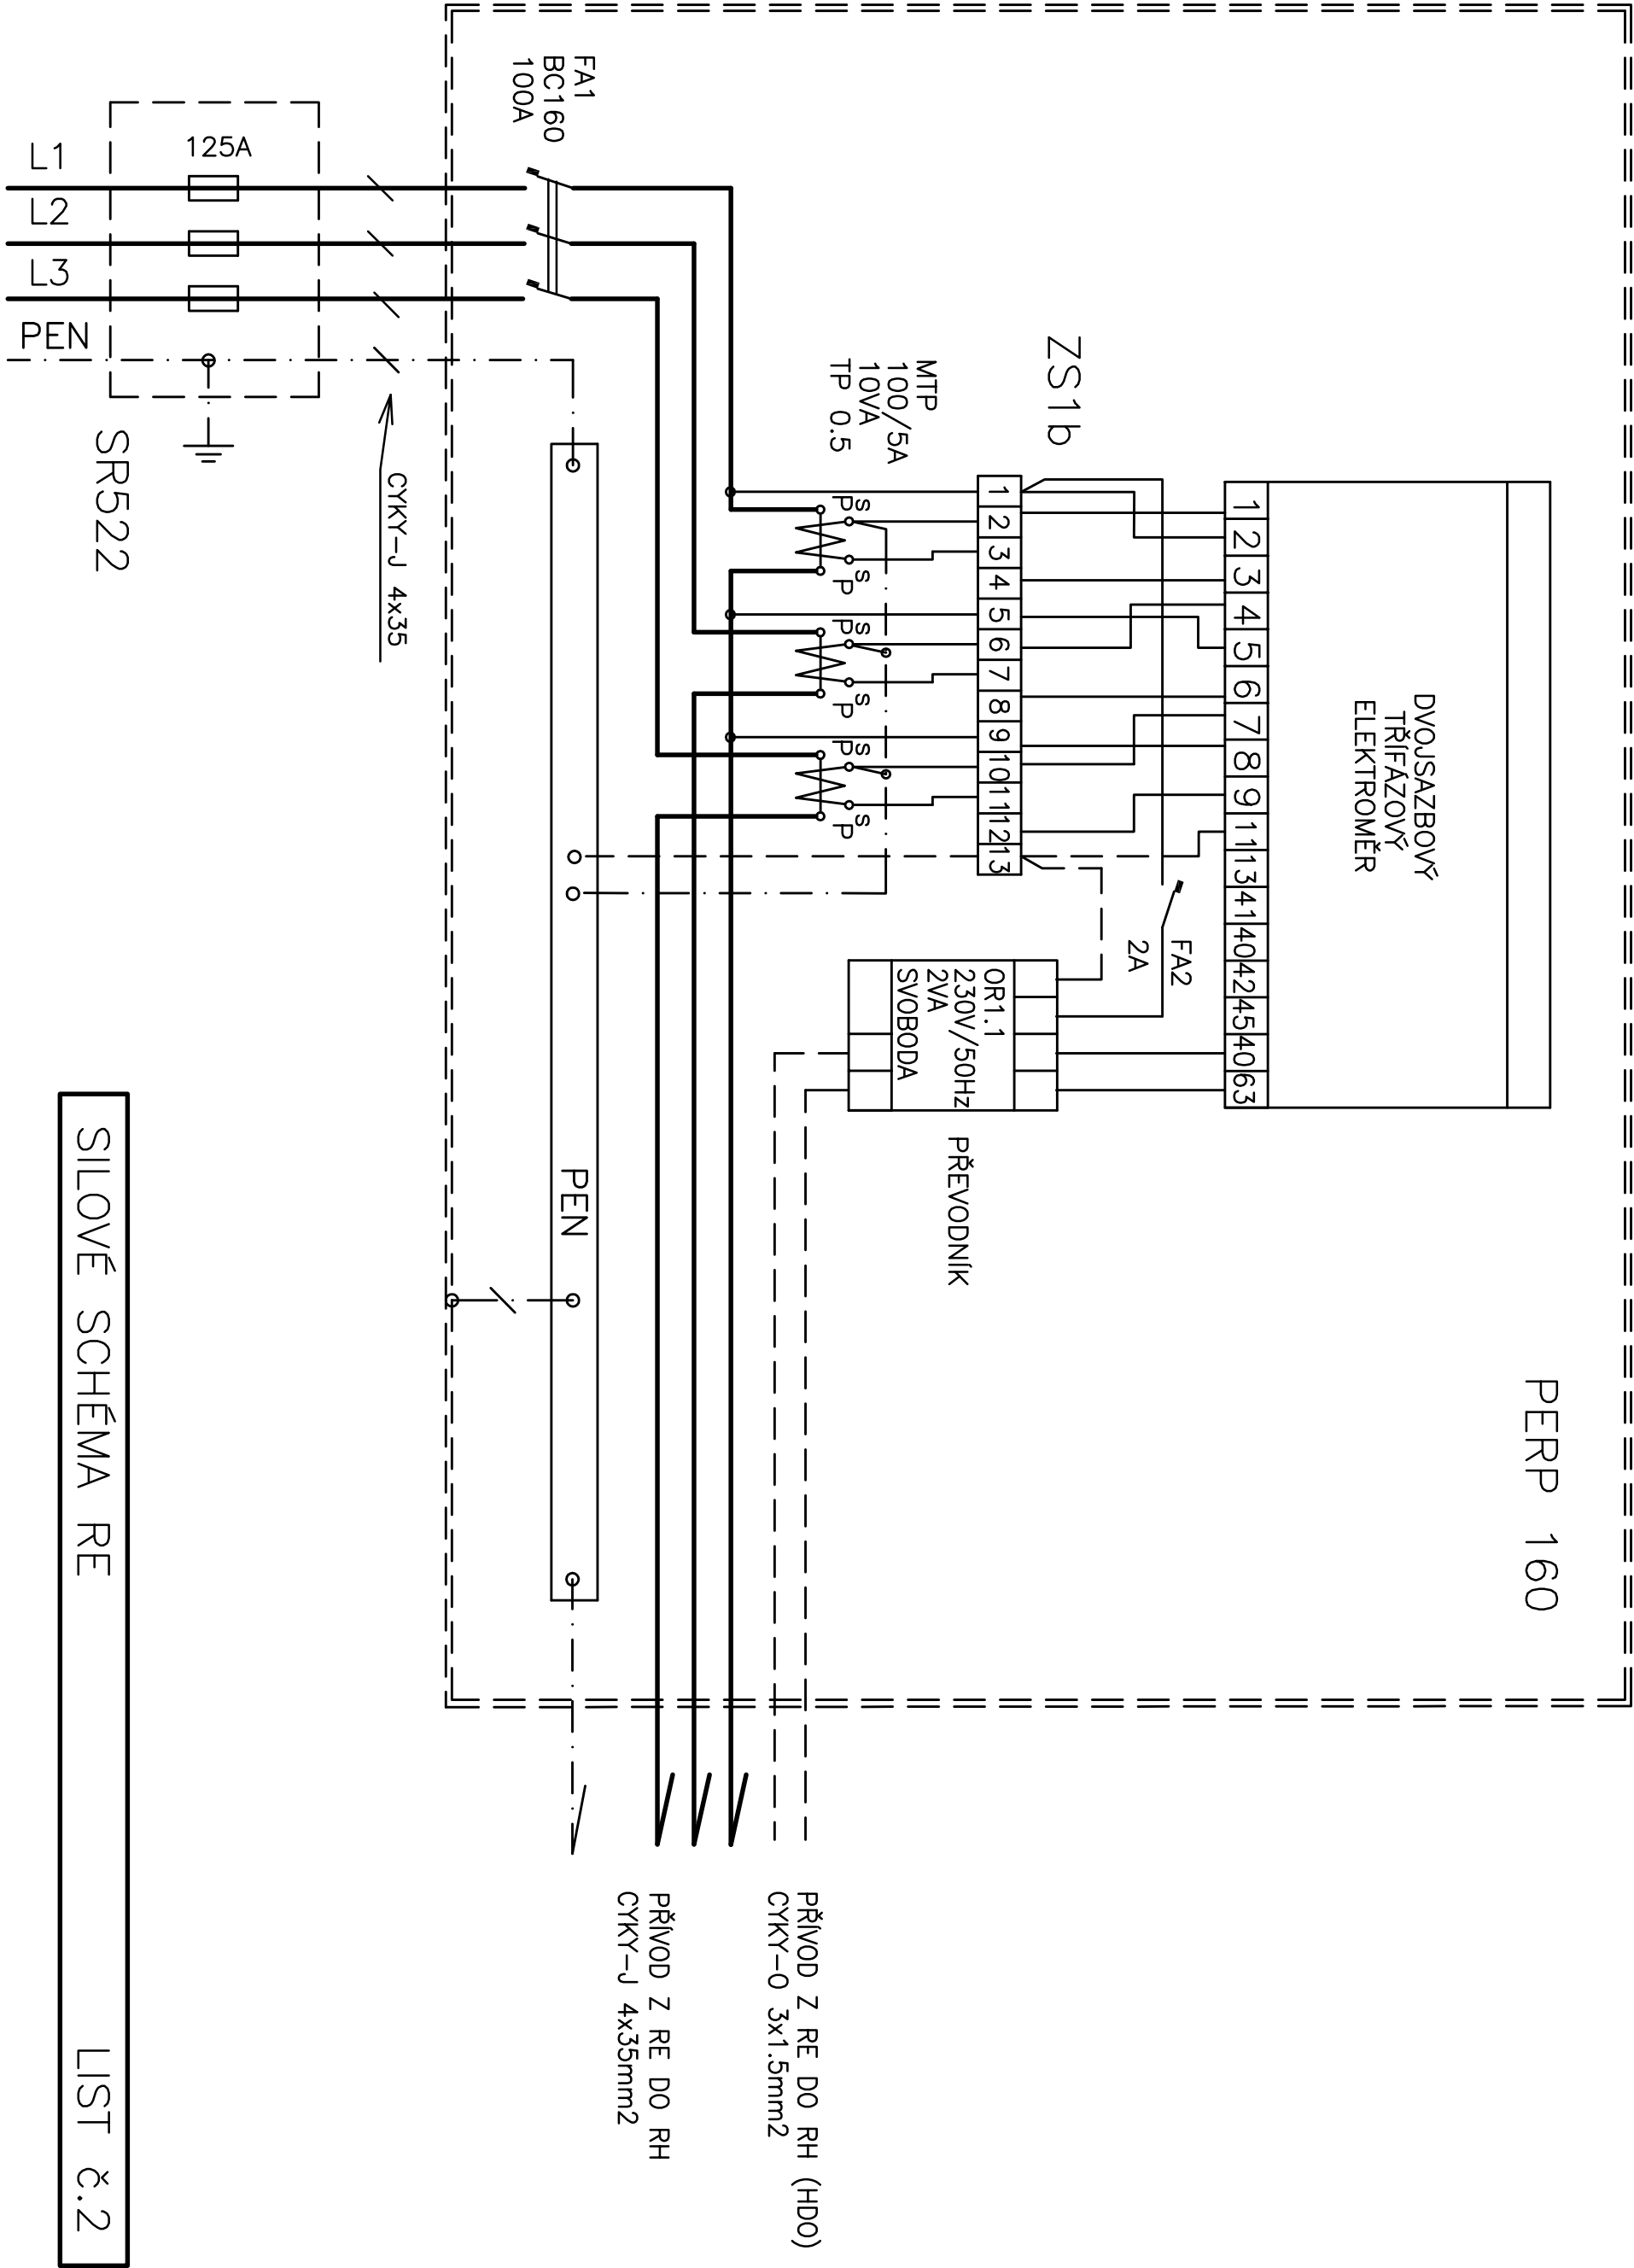 PERP 160
DVOJSAZBOVÝ
TŘÍFÁZOVÝ
ELEKTROMĚR
1 2 3 4 5 6 7 8 9 11 13 41 40 42 45 40 63
FA2
2A
ZS1b
1 2 3 4 5 6 7 8 9 10 11 12 13
OR1.1
230V/50Hz
2VA
SVOBODA
PŘEVODNÍK
MTP
100/5A
10VA
TP 0.5
S S S S S S
P P P P P P
FA1
BC160
100A
PEN
PŘÍVOD Z RE DO RH (HDO)
CYKY-O 3x1.5mm2
PŘÍVOD Z RE DO RH
CYKY-J 4x35mm2
L1
L2
L3
PEN
125A
CYKY-J 4x35
SR522
SILOVÉ SCHÉMA RE
LIST č.2